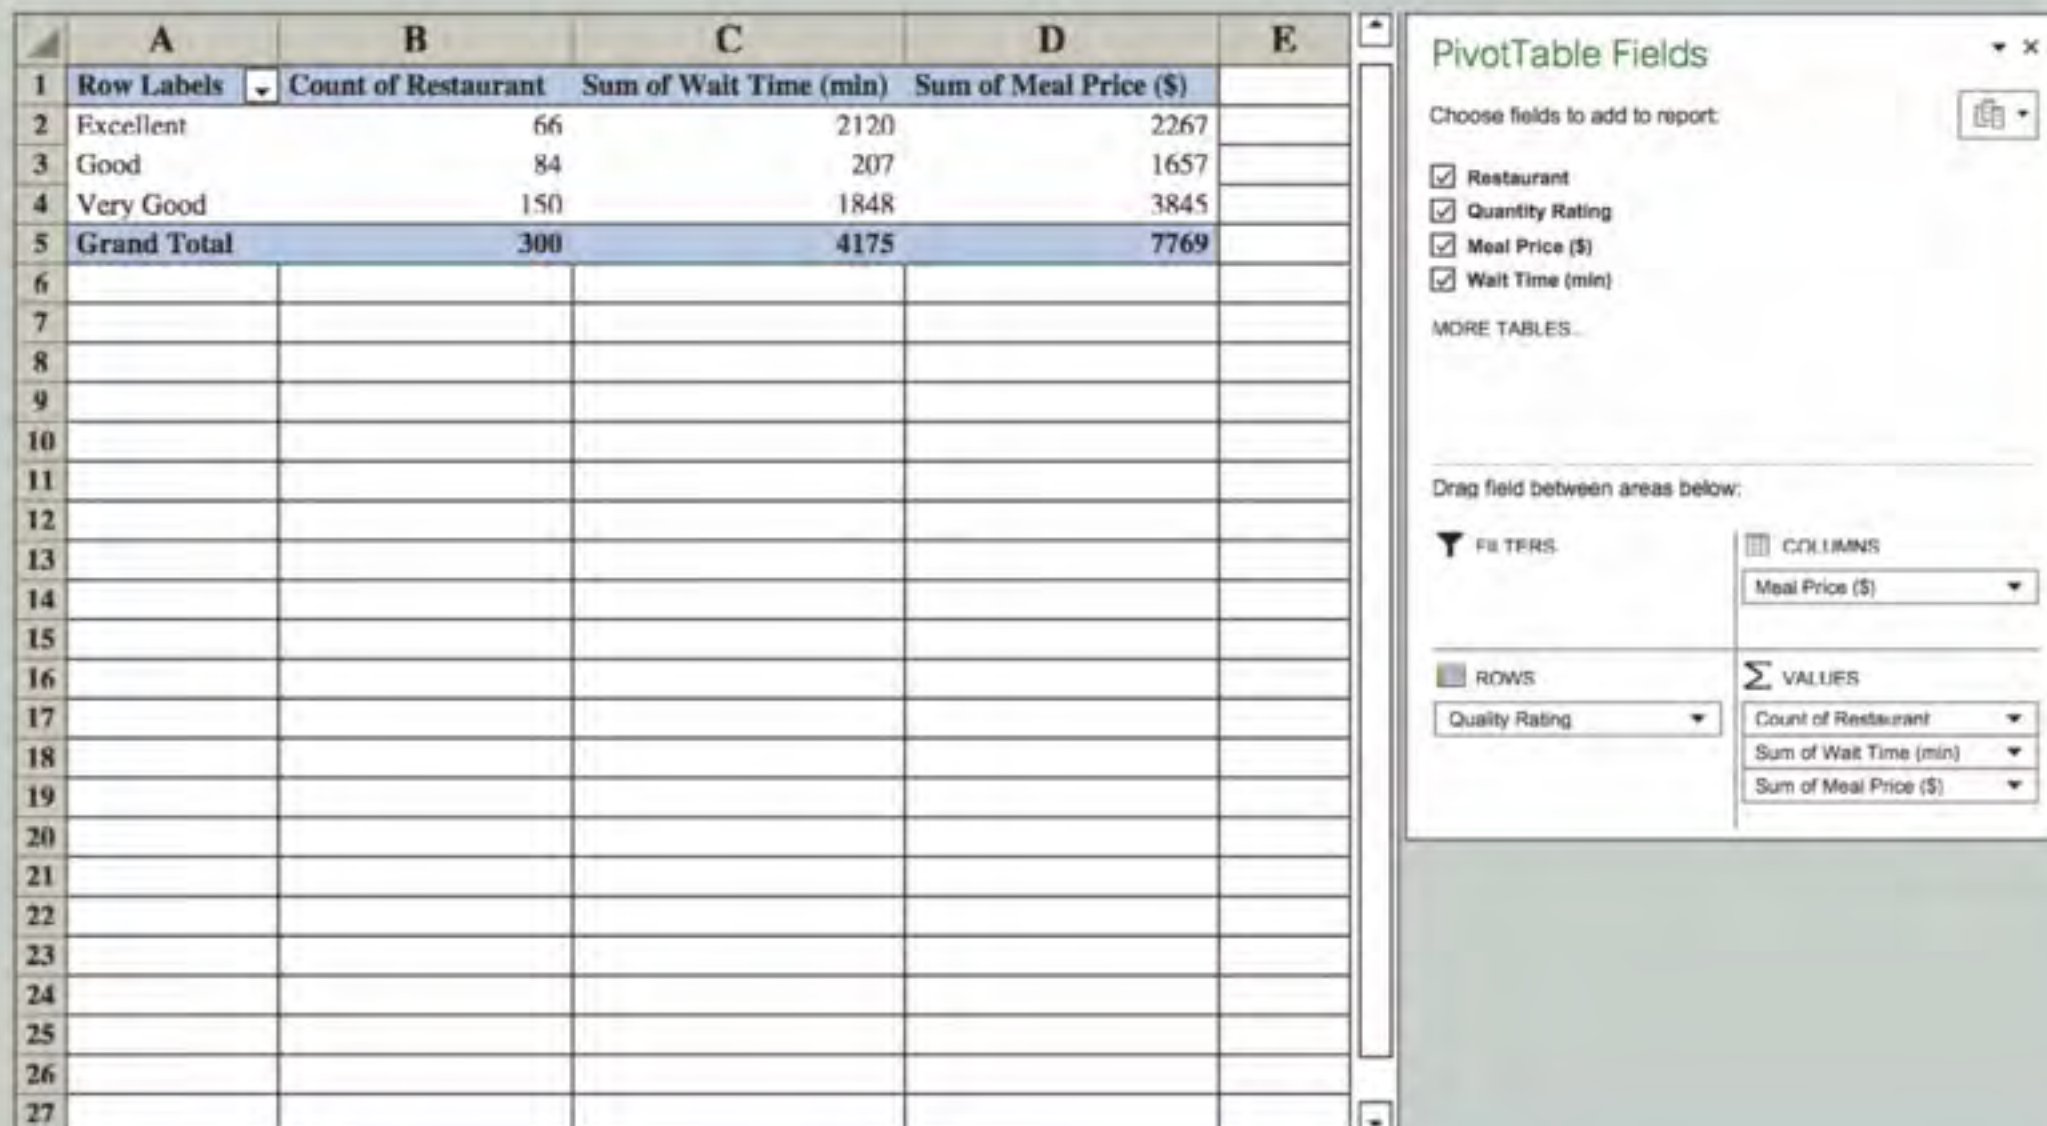 A B C D E
1 Row Labels Count of Restaurant Sum of Wait Time (min) Sum of Meal Price ($)
2 Excellent 66 2120 2267
3 Good 84 207 1657
4 Very Good 150 1848 3845
5 Grand Total 300 4175 7769
6
7
8
9
10
11
12
13
14
15
16
17
18
19
20
21
22
23
24
25
26
27
PivotTable Fields
Choose fields to add to report:
Restaurant
Quantity Rating
Meal Price ($)
Wait Time (min)
MORE TABLES...
Drag field between areas below:
FILTERS
COLUMNS
Meal Price ($)
ROWS
Quality Rating
Σ VALUES
Count of Restaurant
Sum of Wait Time (min)
Sum of Meal Price ($)